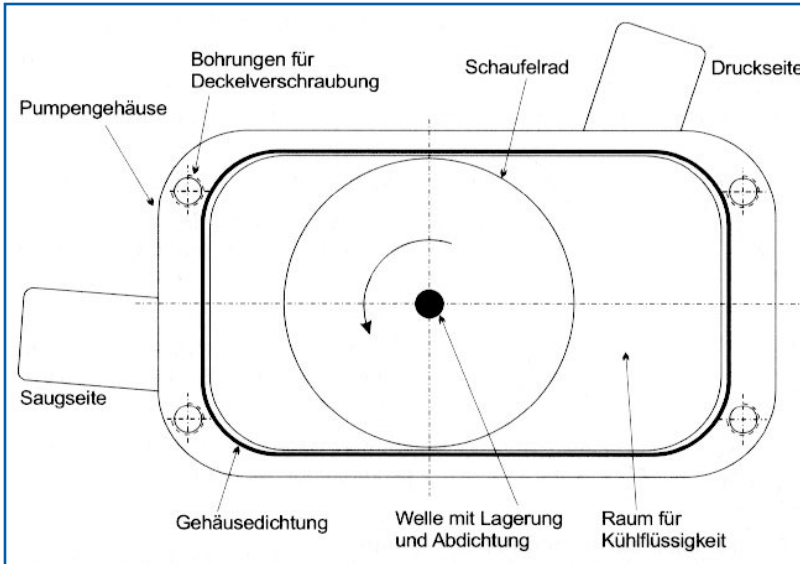 Bohrungen für
Deckelverschraubung
Schaufelrad
Druckseite
Pumpengehäuse
Saugseite
Gehäusedichtung
Welle mit Lagerung
und Abdichtung
Raum für
Kühlflüssigkeit